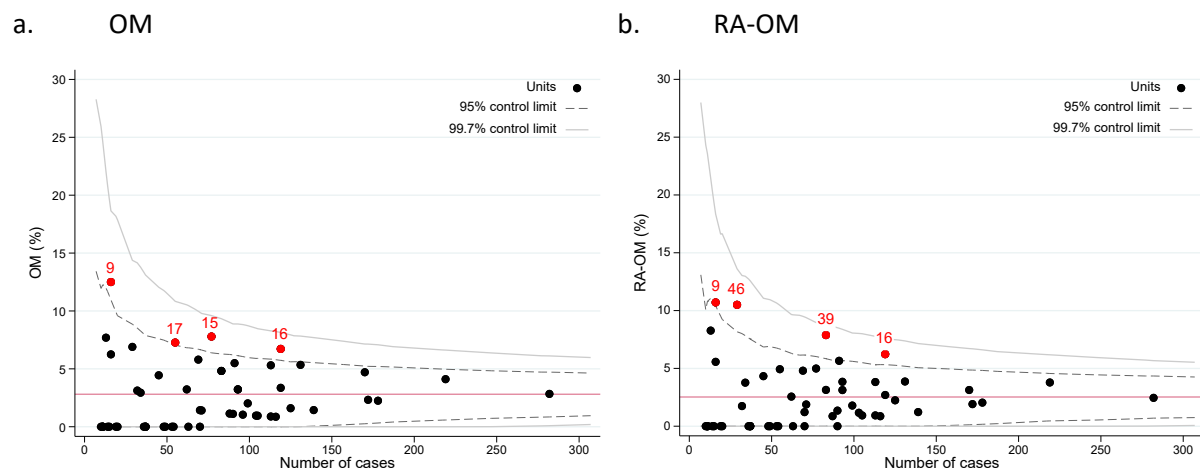 a. OM
30
25
20
15
10
5
0
OM (%)
Units
95% control limit
99.7% control limit
9
17
15
16
0 50 100 150 200 250 300
Number of cases
b. RA-OM
30
25
20
15
10
5
0
RA-OM (%)
Units
95% control limit
99.7% control limit
9
46
39
16
0 50 100 150 200 250 300
Number of cases